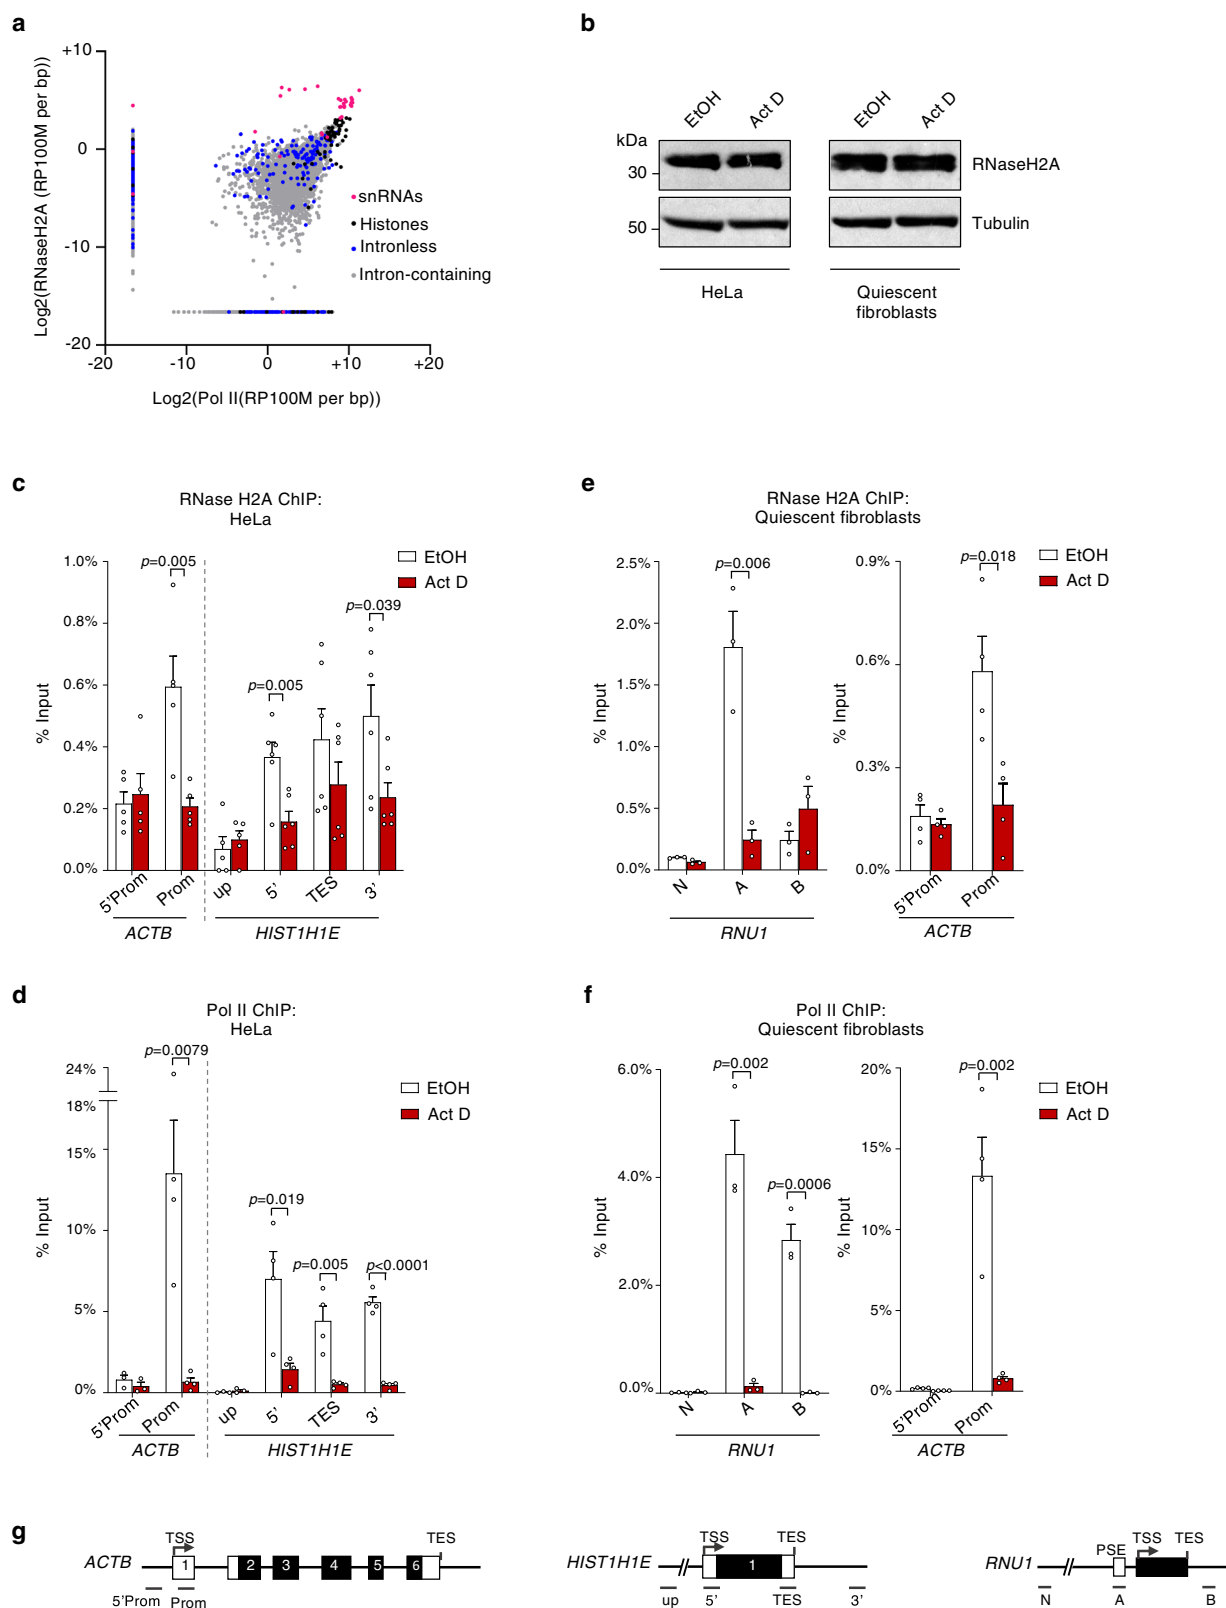 a
Log2(RNaseH2A (RP100M per bp))
+10
0
-10
-20
-20
-10
0
+10
+20
Log2(Pol II(RP100M per bp))
snRNAs
Histones
Intronless
Intron-containing
b
EtOH
Act D
EtOH
Act D
kDa
30
50
RNaseH2A
Tubulin
HeLa
Quiescent
fibroblasts
c
RNase H2A ChIP:
HeLa
EtOH
Act D
% Input
1.0%
0.8%
0.6%
0.4%
0.2%
0.0%
p=0.005
p=0.005
p=0.039
5'Prom
Prom
up
5'
TES
3'
ACTB
HIST1H1E
e
RNase H2A ChIP:
Quiescent fibroblasts
EtOH
Act D
% Input
2.5%
2.0%
1.5%
1.0%
0.5%
0.0%
p=0.006
N
A
B
RNU1
% Input
0.9%
0.6%
0.3%
0.0%
p=0.018
5'Prom
Prom
ACTB
d
Pol II ChIP:
HeLa
EtOH
Act D
% Input
24%
18%
15%
10%
5%
0%
p=0.0079
p=0.019
p=0.005
p<0.0001
5'Prom
Prom
up
5'
TES
3'
ACTB
HIST1H1E
f
Pol II ChIP:
Quiescent fibroblasts
EtOH
Act D
% Input
6.0%
4.0%
2.0%
0.0%
p=0.002
p=0.0006
N
A
B
RNU1
% Input
20%
15%
10%
5%
0%
p=0.002
5'Prom
Prom
ACTB
g
ACTB
TSS
1
2
3
4
5
6
TES
5'Prom
Prom
HIST1H1E
TSS
1
TES
up
5'
TES
3'
RNU1
PSE
TSS
TES
N
A
B